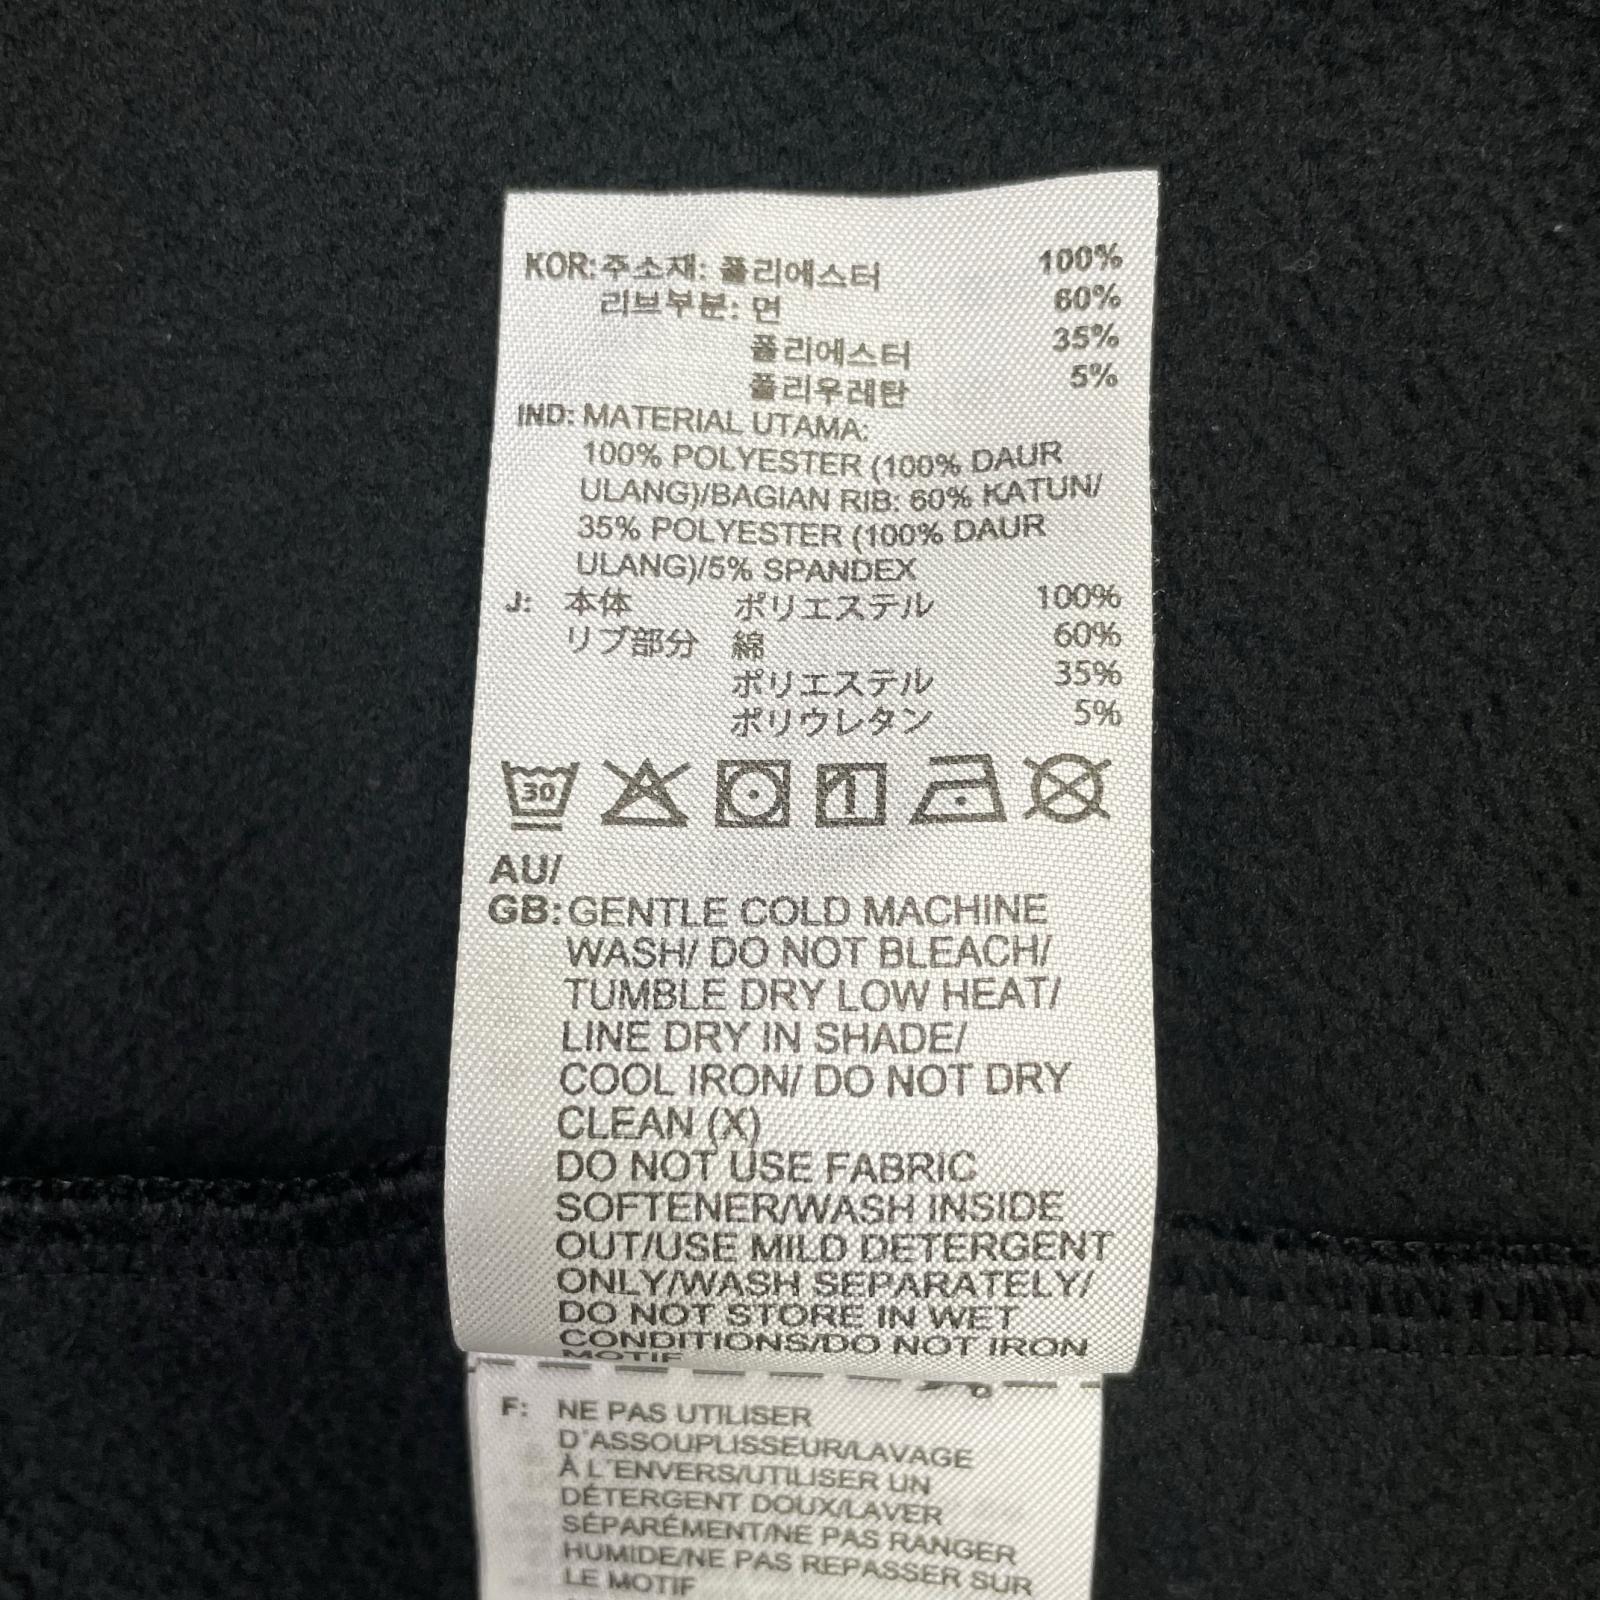 KOR: 주소재: 폴리에스터 100%
리브부분: 면 60%
폴리에스터 35%
폴리우레탄 5%
IND: MATERIAL UTAMA:
100% POLYESTER (100% DAUR
ULANG)/BAGIAN RIB: 60% KATUN/
35% POLYESTER (100% DAUR
ULANG)/5% SPANDEX
J: 本体 ポリエステル 100%
リブ部分 綿 60%
ポリエステル 35%
ポリウレタン 5%
30
AU/
GB: GENTLE COLD MACHINE
WASH/ DO NOT BLEACH/
TUMBLE DRY LOW HEAT/
LINE DRY IN SHADE/
COOL IRON/ DO NOT DRY
CLEAN (X)
DO NOT USE FABRIC
SOFTENER/WASH INSIDE
OUT/USE MILD DETERGENT
ONLY/WASH SEPARATELY/
DO NOT STORE IN WET
CONDITIONS/DO NOT IRON
MOTIF
F: NE PAS UTILISER
D'ASSOUPLISSEUR/LAVAGE
À L'ENVERS/UTILISER UN
DÉTERGENT DOUX/LAVER
SÉPARÉMENT/NE PAS RANGER
HUMIDE/NE PAS REPASSER SUR
LE MOTIF